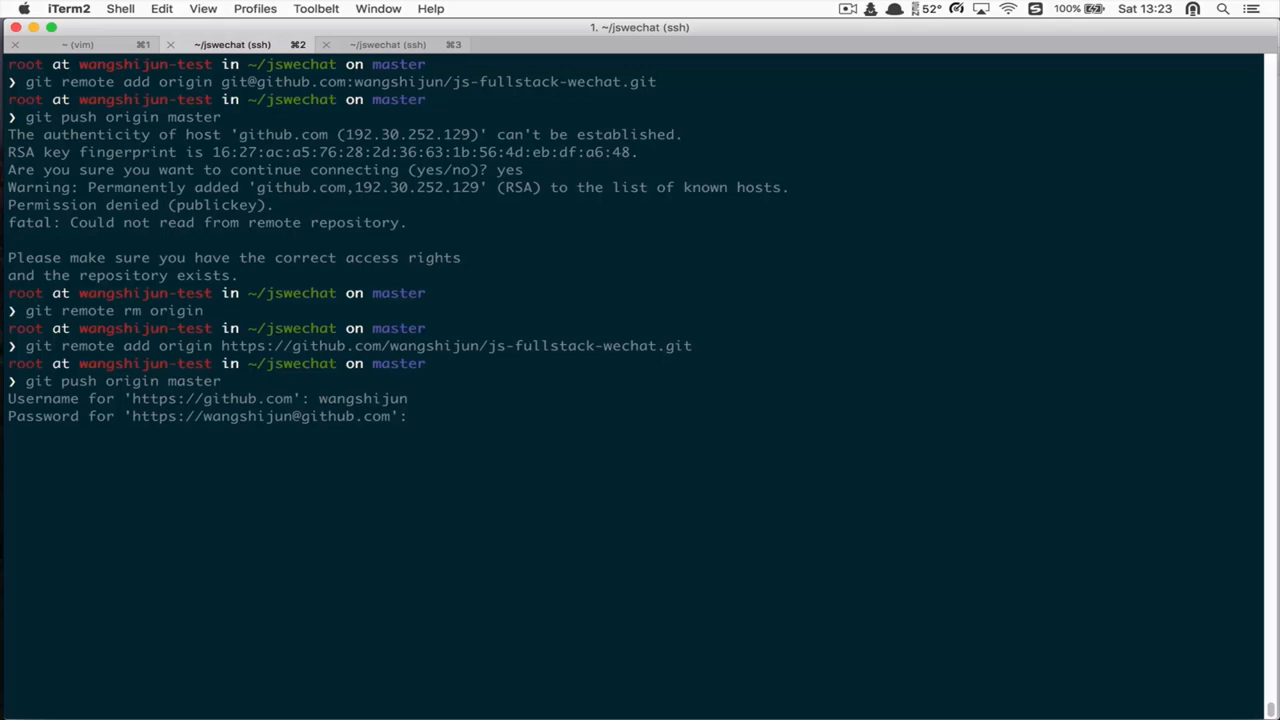 iTerm2 Shell Edit View Profiles Toolbelt Window Help 52° 100% Sat 13:23
1. ~/jswechat (ssh)
~ (vim) ⌘1 ~/jswechat (ssh) ⌘2 ~/jswechat (ssh) ⌘3
root at wangshijun-test in ~/jswechat on master
❯ git remote add origin git@github.com:wangshijun/js-fullstack-wechat.git
root at wangshijun-test in ~/jswechat on master
❯ git push origin master
The authenticity of host 'github.com (192.30.252.129)' can't be established.
RSA key fingerprint is 16:27:ac:a5:76:28:2d:36:63:1b:56:4d:eb:df:a6:48.
Are you sure you want to continue connecting (yes/no)? yes
Warning: Permanently added 'github.com,192.30.252.129' (RSA) to the list of known hosts.
Permission denied (publickey).
fatal: Could not read from remote repository.
Please make sure you have the correct access rights
and the repository exists.
root at wangshijun-test in ~/jswechat on master
❯ git remote rm origin
root at wangshijun-test in ~/jswechat on master
❯ git remote add origin https://github.com/wangshijun/js-fullstack-wechat.git
root at wangshijun-test in ~/jswechat on master
❯ git push origin master
Username for 'https://github.com': wangshijun
Password for 'https://wangshijun@github.com':